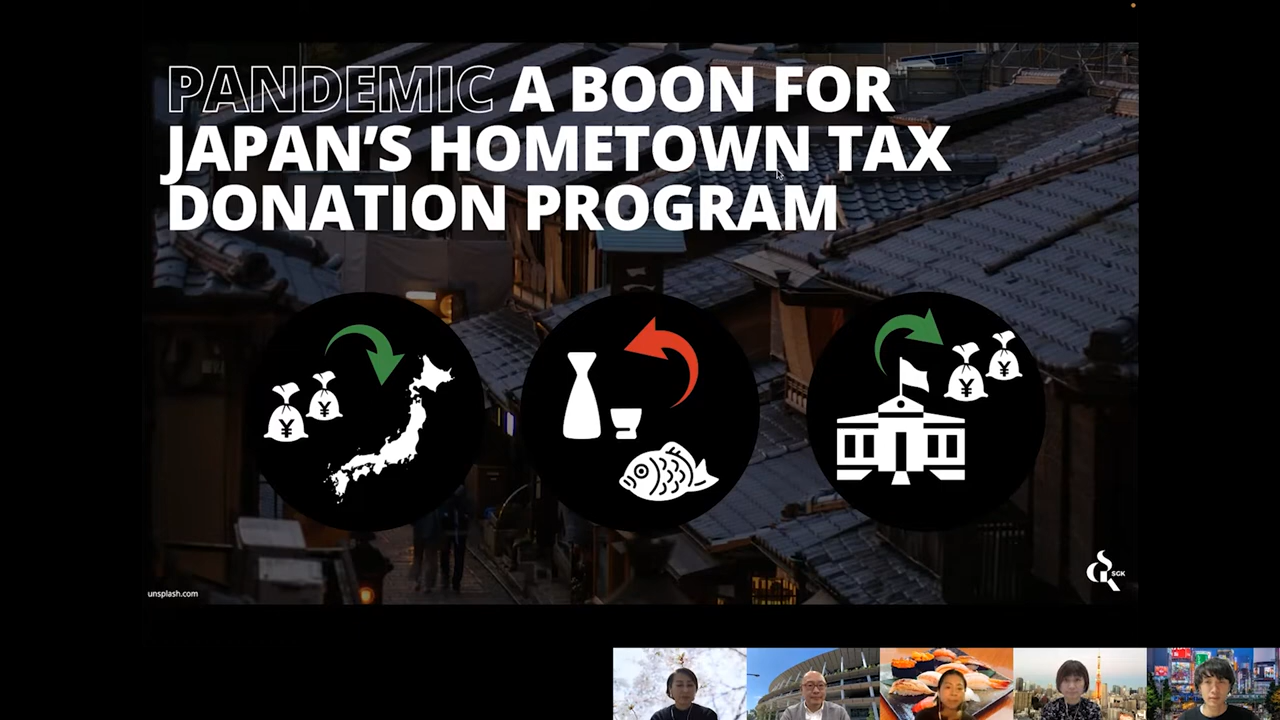 PANDEMIC A BOON FOR
JAPAN'S HOMETOWN TAX
DONATION PROGRAM
¥
¥
¥
¥
SGK
unsplash.com